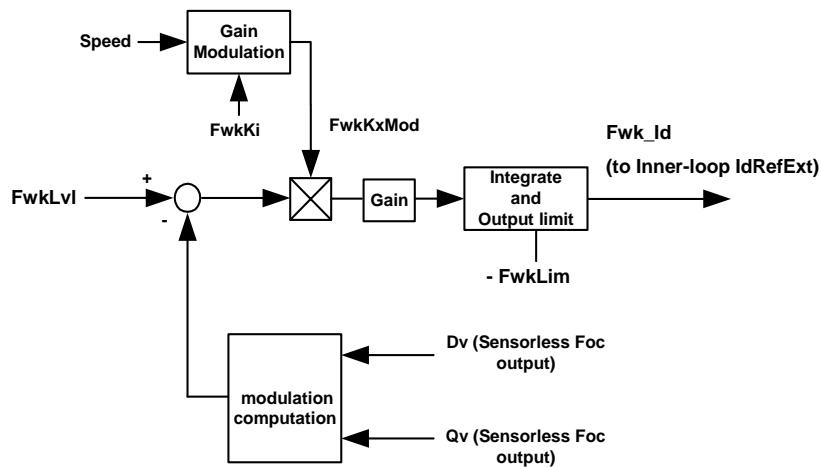 Speed
Gain
Modulation
FwkKi
FwkKxMod
Fwk_Id
(to Inner-loop IdRefExt)
+
FwkLvl
-
Gain
Integrate
and
Output limit
- FwkLim
Dv (Sensorless Foc
output)
modulation
computation
Qv (Sensorless Foc
output)